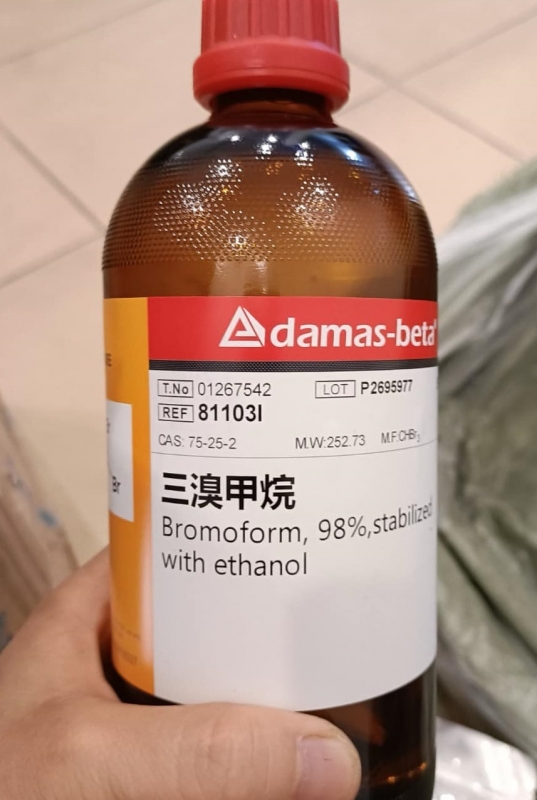 damas-beta
T.No 01267542 LOT P2695977
REF 81103I
CAS: 75-25-2 M.W:252.73 M.F:CHBr3
三溴甲烷
Bromoform, 98%,stabilized
with ethanol
Br